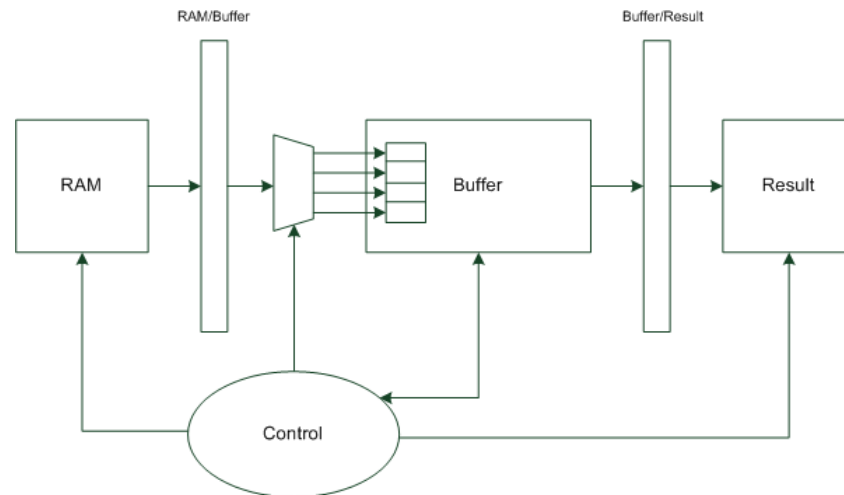 RAM/Buffer
Buffer/Result
RAM
Buffer
Result
Control